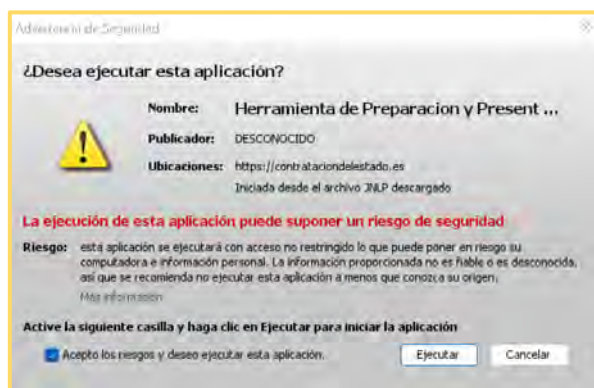 Advertencia de Seguridad
¿Desea ejecutar esta aplicación?
Nombre: Herramienta de Preparacion y Present ...
Publicador: DESCONOCIDO
Ubicaciones: https://contrataciondelestado.es
Iniciada desde el archivo JNLP descargado
La ejecución de esta aplicación puede suponer un riesgo de seguridad
Riesgo: esta aplicación se ejecutará con acceso no restringido lo que puede poner en riesgo su
computadora e información personal. La información proporcionada no es fiable o es desconocida,
así que se recomienda no ejecutar esta aplicación a menos que conozca su origen.
Más información
Active la siguiente casilla y haga clic en Ejecutar para iniciar la aplicación
Acepto los riesgos y deseo ejecutar esta aplicación. Ejecutar Cancelar